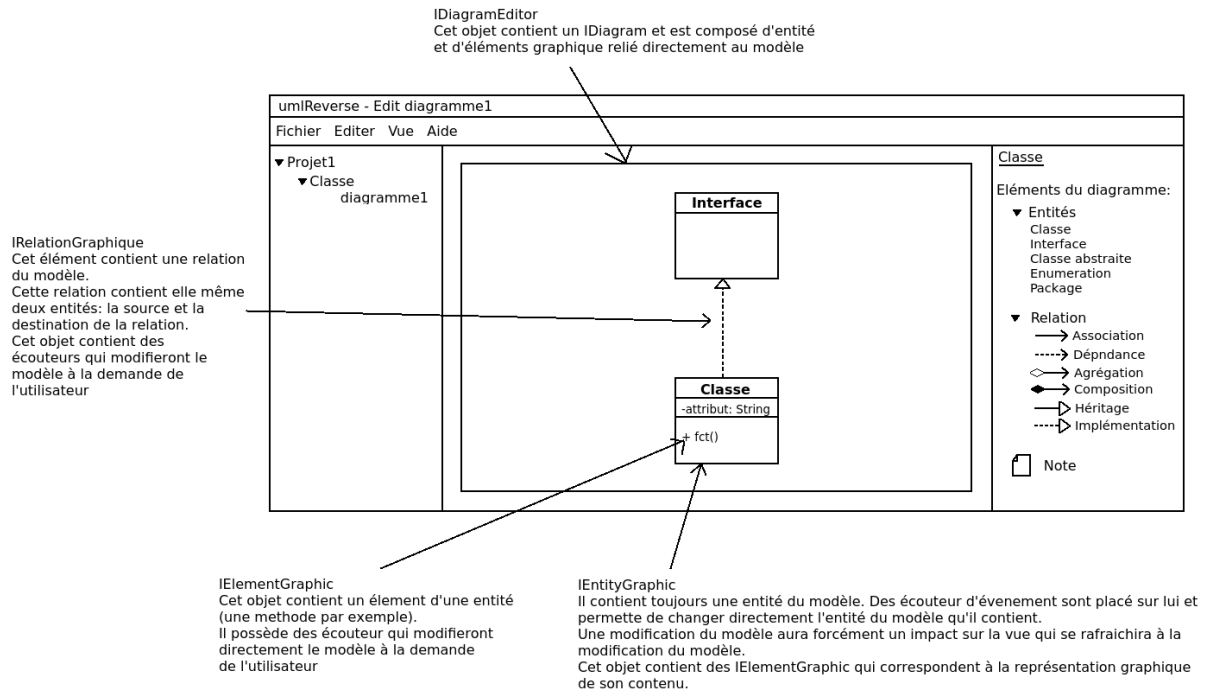 IDiagramEditor
Cet objet contient un IDiagram et est composé d'entité
et d'éléments graphique relié directement au modèle
umlReverse - Edit diagramme1
Fichier Editer Vue Aide
Projet1
Classe
diagramme1
Interface
Classe
-attribut: String
+ fct()
Classe
Eléments du diagramme:
Entités
Classe
Interface
Classe abstraite
Enumeration
Package
Relation
Association
Dépndance
Agrégation
Composition
Héritage
Implémentation
Note
IRelationGraphique
Cet élément contient une relation
du modèle.
Cette relation contient elle même
deux entités: la source et la
destination de la relation.
Cet objet contient des
écouteurs qui modifieront le
modèle à la demande de
l'utilisateur
IElementGraphic
Cet objet contient un élement d'une entité
(une methode par exemple).
Il possède des écouteur qui modifieront
directement le modèle à la demande
de l'utilisateur
IEntityGraphic
Il contient toujours une entité du modèle. Des écouteur d'évenement sont placé sur lui et
permette de changer directement l'entité du modèle qu'il contient.
Une modification du modèle aura forcément un impact sur la vue qui se rafraichira à la
modification du modèle.
Cet objet contient des IElementGraphic qui correspondent à la représentation graphique
de son contenu.